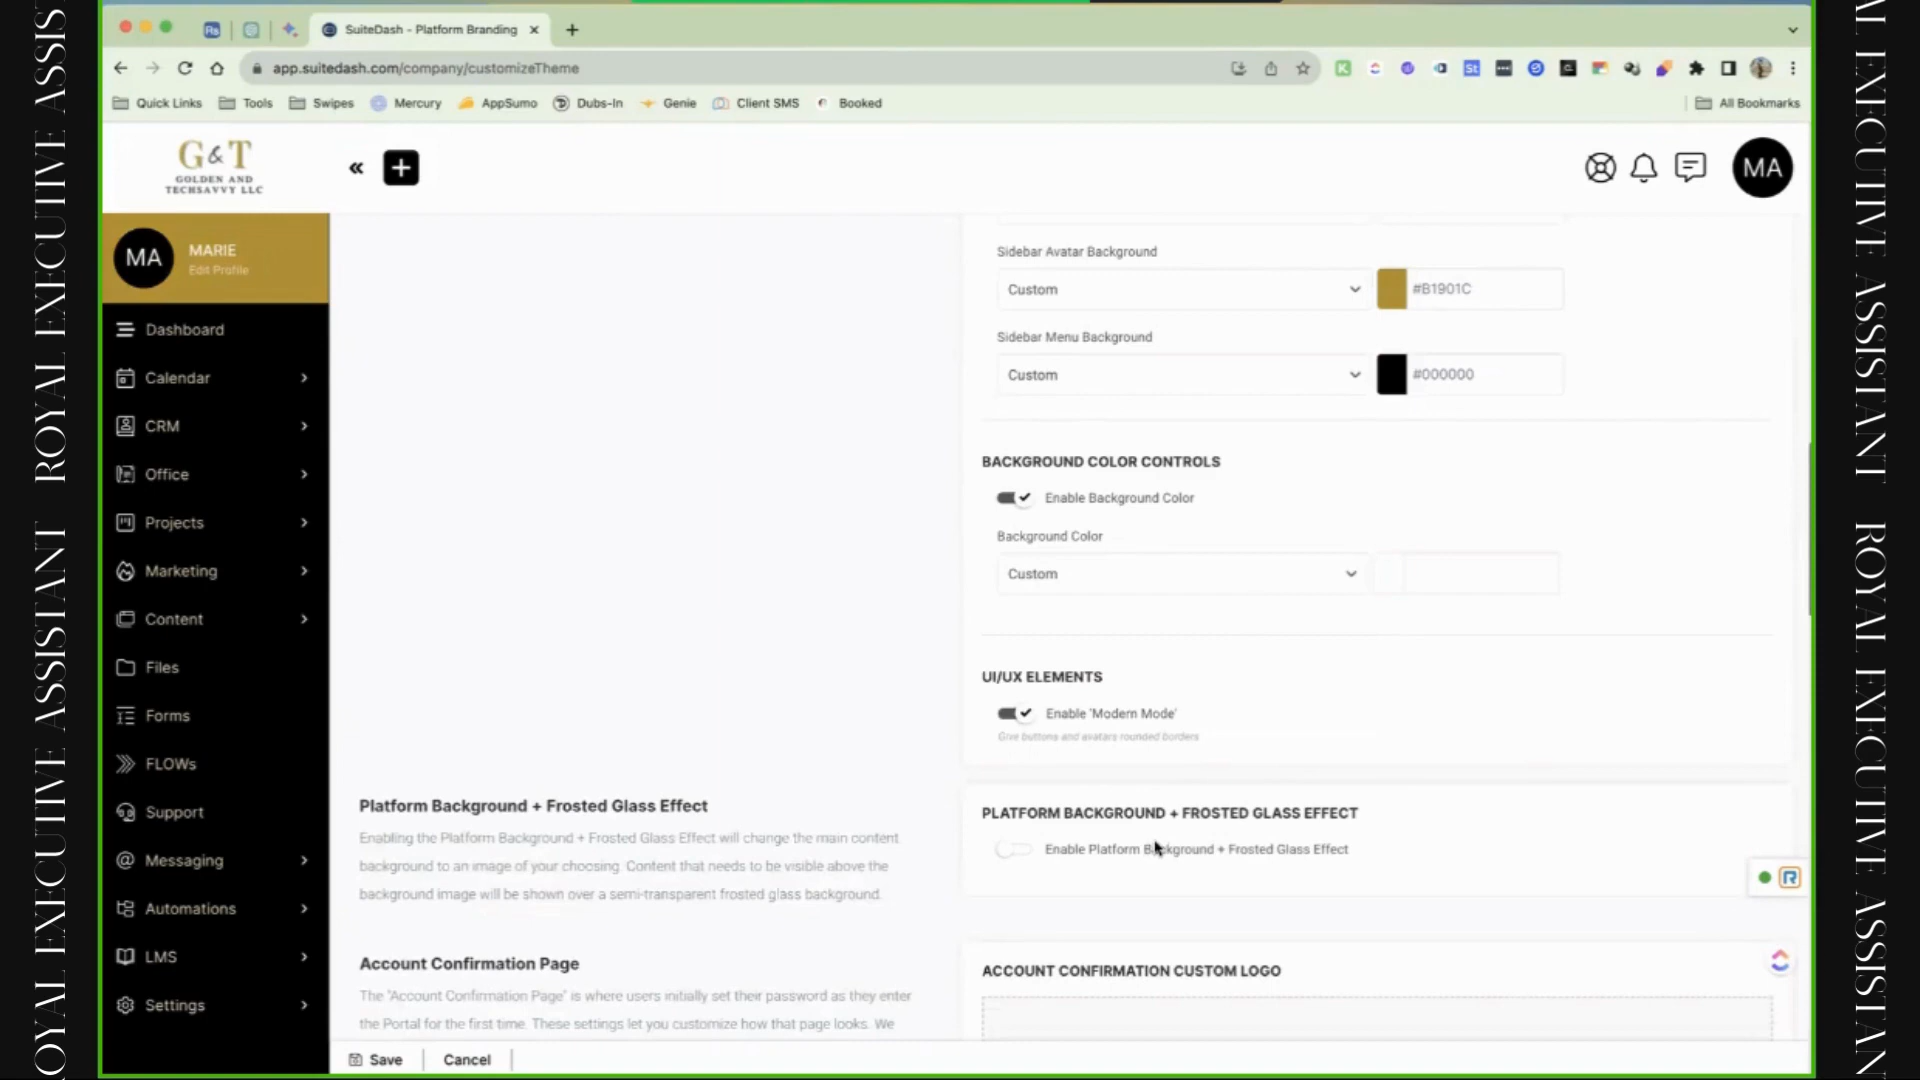 SuiteDash - Platform Branding
app.suitedash.com/company/customizeTheme
Quick Links
Tools
Swipes
Mercury
AppSumo
Dubs-In
Genie
Client SMS
Booked
All Bookmarks
G&T
GOLDEN AND
TECHSAVVY LLC
MA
MA
MARIE
Edit Profile
Dashboard
Calendar
CRM
Office
Projects
Marketing
Content
Files
Forms
FLOWs
Support
Messaging
Automations
LMS
Settings
Sidebar Avatar Background
Custom
#B1901C
Sidebar Menu Background
Custom
#000000
BACKGROUND COLOR CONTROLS
Enable Background Color
Background Color
Custom
UI/UX ELEMENTS
Enable 'Modern Mode'
Give buttons and avatars rounded borders
Platform Background + Frosted Glass Effect
Enabling the Platform Background + Frosted Glass Effect will change the main content
background to an image of your choosing. Content that needs to be visible above the
background image will be shown over a semi-transparent frosted glass background.
PLATFORM BACKGROUND + FROSTED GLASS EFFECT
Enable Platform Background + Frosted Glass Effect
Account Confirmation Page
The "Account Confirmation Page" is where users initially set their password as they enter
the Portal for the first time. These settings let you customize how that page looks. We
ACCOUNT CONFIRMATION CUSTOM LOGO
Save
Cancel
ROYAL EXECUTIVE ASSISTANT
ROYAL EXECUTIVE ASSISTANT